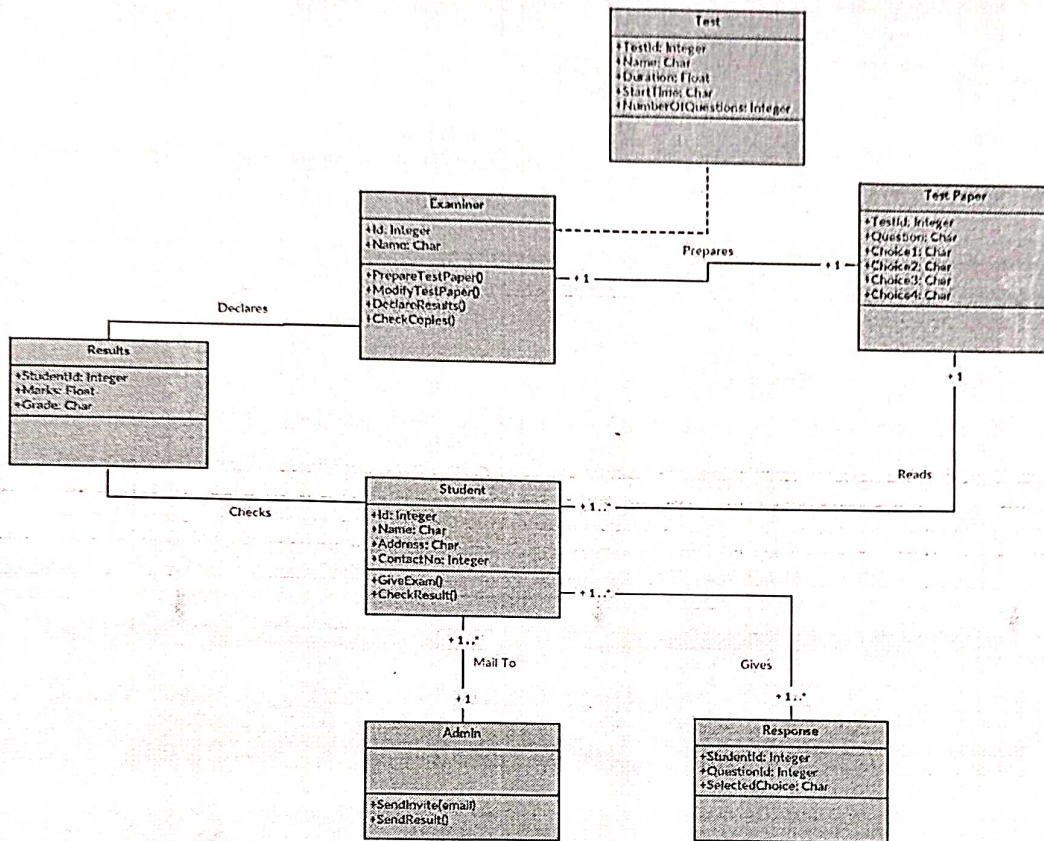 Test
+TestId: Integer
+Name: Char
+Duration: Float
+StartTime: Char
+NumberOfQuestions: Integer
Examiner
+Id: Integer
+Name: Char
+PrepareTestPaper()
+ModifyTestPaper()
+DeclareResults()
+CheckCopies()
Test Paper
+TestId: Integer
+Question: Char
+Choice1: Char
+Choice2: Char
+Choice3: Char
+Choice4: Char
Prepares
+1
+1
Declares
Results
+StudentId: Integer
+Marks: Float
+Grade: Char
+1
Reads
Checks
Student
+Id: Integer
+Name: Char
+Address: Char
+ContactNo: Integer
+GiveExam()
+CheckResult()
+1..*
+1..*
+1..*
Mail To
+1
Gives
+1..*
Admin
+SendInvite(email)
+SendResult()
Response
+StudentId: Integer
+QuestionId: Integer
+SelectedChoice: Char